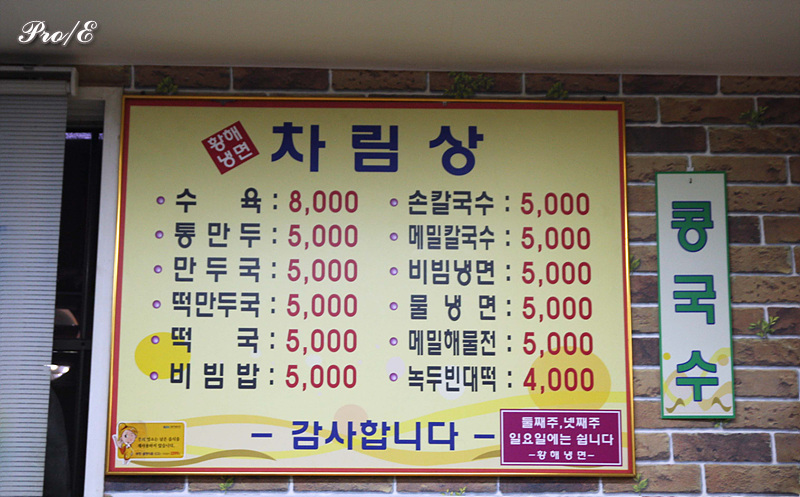 Pro/E
황해
냉면
차림상
수 육 : 8,000
통만두 : 5,000
만두국 : 5,000
떡만두국 : 5,000
떡 국 : 5,000
비빔밥 : 5,000
손칼국수 : 5,000
메밀칼국수 : 5,000
비빔냉면 : 5,000
물냉면 : 5,000
메밀해물전 : 5,000
녹두빈대떡 : 4,000
- 감사합니다 -
둘째주,넷째주
일요일에는 쉽니다
-황해냉면-
콩국수